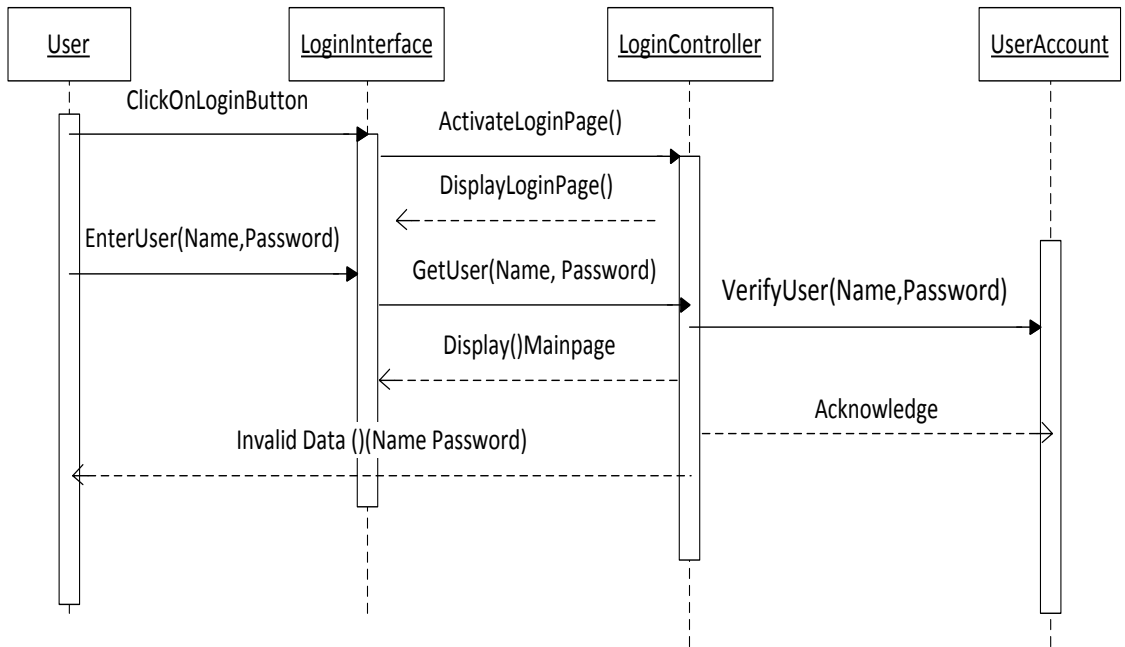 User
LoginInterface
LoginController
UserAccount
ClickOnLoginButton
ActivateLoginPage()
DisplayLoginPage()
EnterUser(Name,Password)
GetUser(Name, Password)
VerifyUser(Name,Password)
Display()Mainpage
Acknowledge
Invalid Data ()(Name Password)